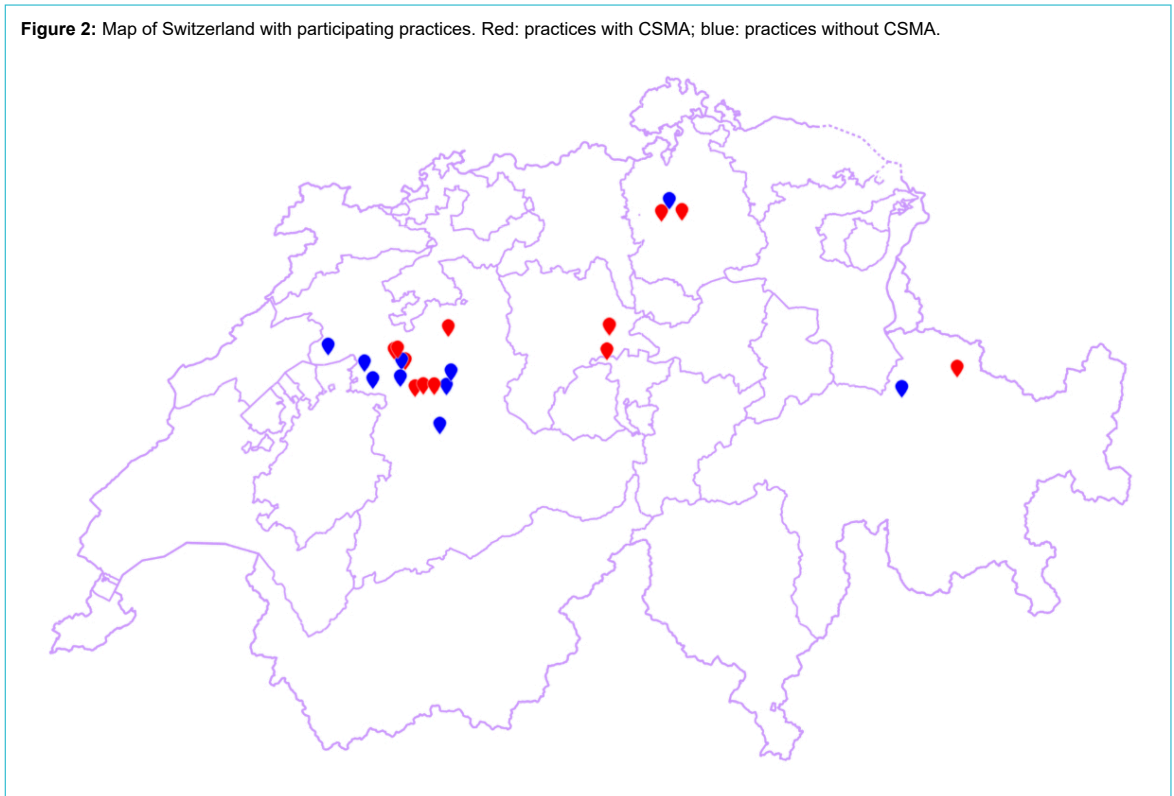 Figure 2: Map of Switzerland with participating practices. Red: practices with CSMA; blue: practices without CSMA.